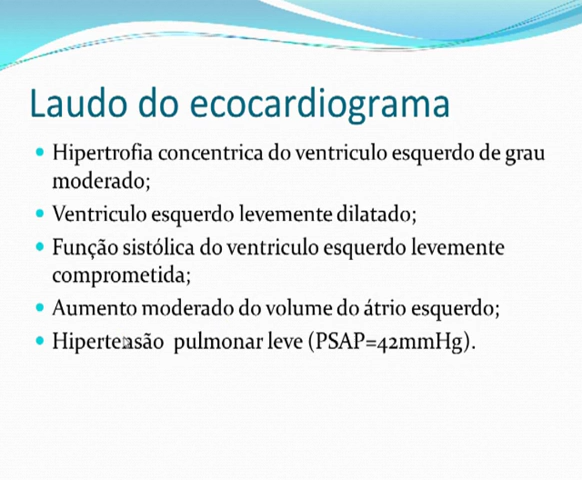 Laudo do ecocardiograma
• Hipertrofia concentrica do ventriculo esquerdo de grau
moderado;
• Ventriculo esquerdo levemente dilatado;
• Função sistólica do ventriculo esquerdo levemente
comprometida;
• Aumento moderado do volume do átrio esquerdo;
• Hipertensão pulmonar leve (PSAP=42mmHg).